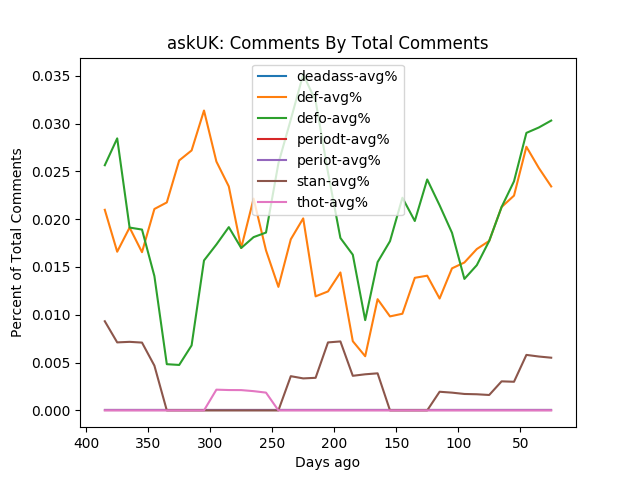 askUK: Comments By Total Comments
deadass-avg%
def-avg%
defo-avg%
periodt-avg%
periot-avg%
stan-avg%
thot-avg%
Percent of Total Comments
0.035
0.030
0.025
0.020
0.015
0.010
0.005
0.000
400 350 300 250 200 150 100 50
Days ago